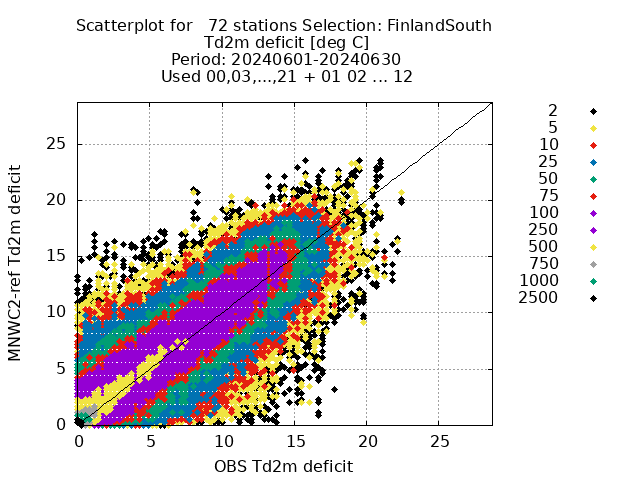 Scatterplot for   72 stations Selection: FinlandSouth
Td2m deficit [deg C]
Period: 20240601-20240630
Used 00,03,...,21 + 01 02 ... 12
MNWC2-ref Td2m deficit
25
20
15
10
5
0
0 5 10 15 20 25
OBS Td2m deficit
2
5
10
25
50
75
100
250
500
750
1000
2500